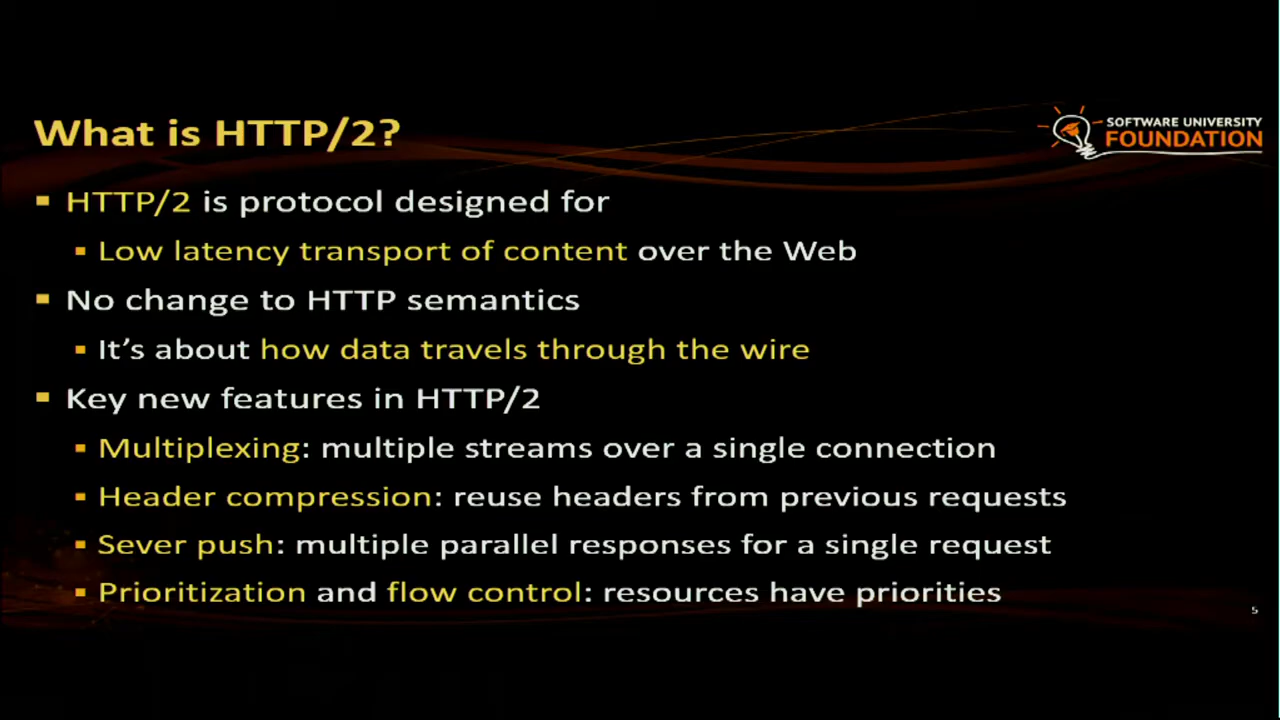 What is HTTP/2?
SOFTWARE UNIVERSITY
FOUNDATION
HTTP/2 is protocol designed for
Low latency transport of content over the Web
No change to HTTP semantics
It’s about how data travels through the wire
Key new features in HTTP/2
Multiplexing: multiple streams over a single connection
Header compression: reuse headers from previous requests
Sever push: multiple parallel responses for a single request
Prioritization and flow control: resources have priorities
5